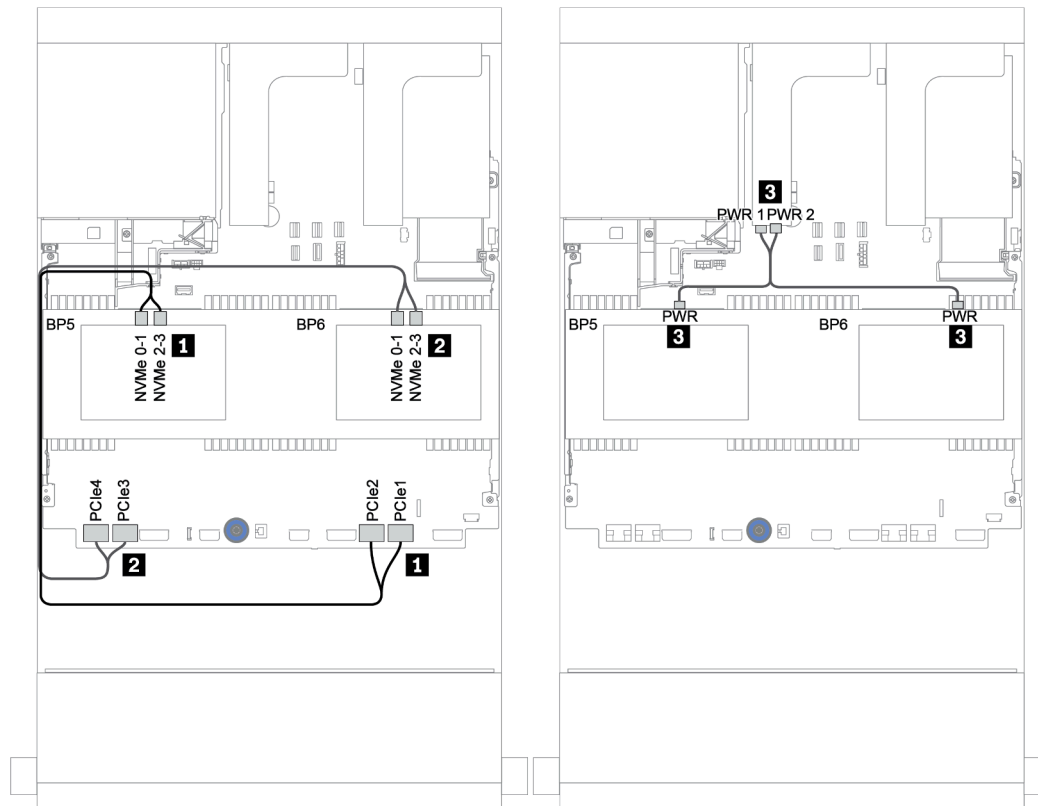 3
PWR 1 PWR 2
BP5
NVMe 0-1
NVMe 2-3
1
BP6
NVMe 0-1
NVMe 2-3
2
BP5
PWR
3
BP6
PWR
3
PCIe4
PCIe3
2
PCIe2
PCIe1
1